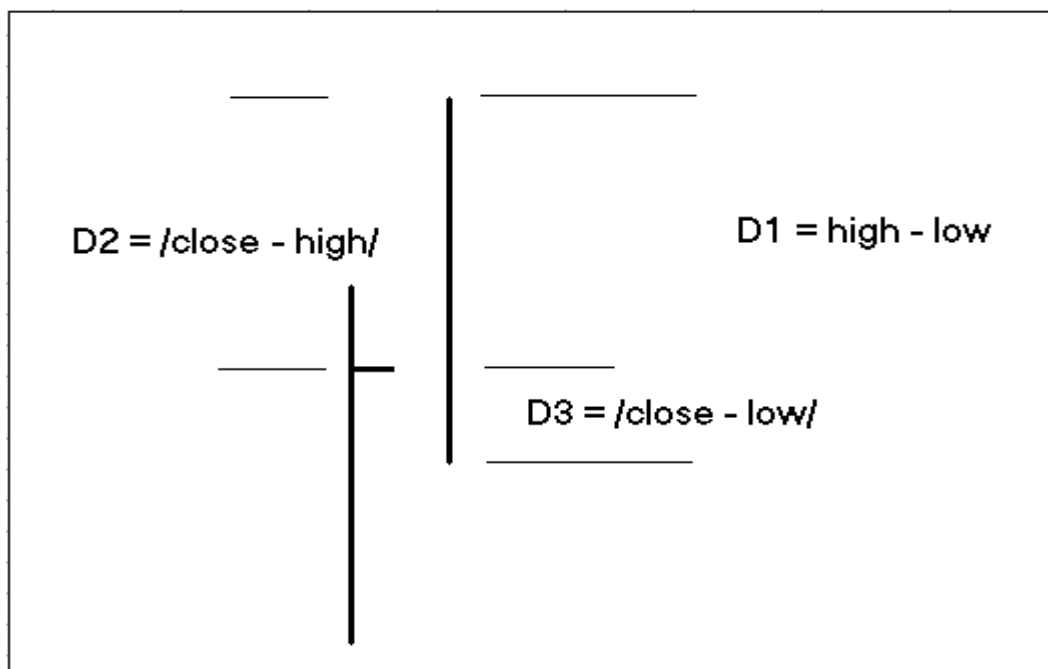 D2 = /close - high/
D1 = high - low
D3 = /close - low/